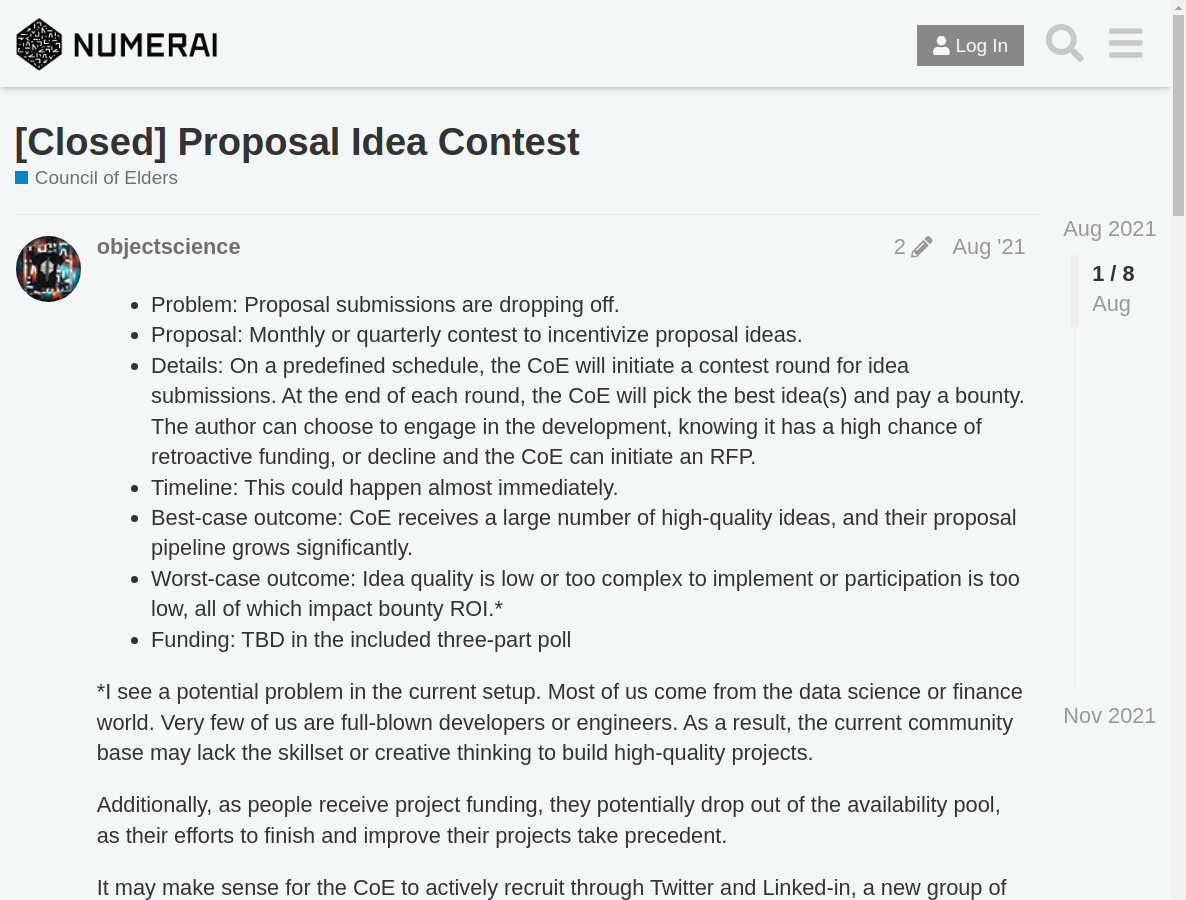 NUMERAI
Log In
[Closed] Proposal Idea Contest
Council of Elders
objectscience
2
Aug '21
Aug 2021
1 / 8
Aug
Nov 2021
Problem: Proposal submissions are dropping off.
Proposal: Monthly or quarterly contest to incentivize proposal ideas.
Details: On a predefined schedule, the CoE will initiate a contest round for idea
submissions. At the end of each round, the CoE will pick the best idea(s) and pay a bounty.
The author can choose to engage in the development, knowing it has a high chance of
retroactive funding, or decline and the CoE can initiate an RFP.
Timeline: This could happen almost immediately.
Best-case outcome: CoE receives a large number of high-quality ideas, and their proposal
pipeline grows significantly.
Worst-case outcome: Idea quality is low or too complex to implement or participation is too
low, all of which impact bounty ROI.*
Funding: TBD in the included three-part poll
*I see a potential problem in the current setup. Most of us come from the data science or finance
world. Very few of us are full-blown developers or engineers. As a result, the current community
base may lack the skillset or creative thinking to build high-quality projects.
Additionally, as people receive project funding, they potentially drop out of the availability pool,
as their efforts to finish and improve their projects take precedent.
It may make sense for the CoE to actively recruit through Twitter and Linked-in, a new group of